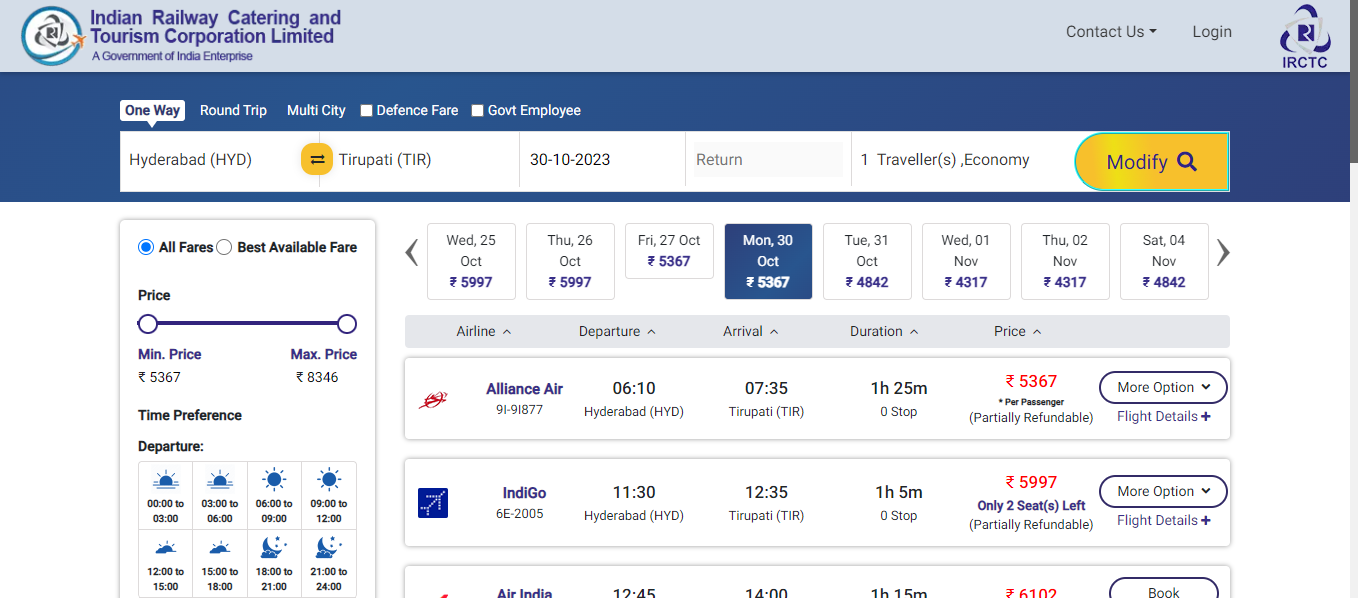 Indian Railway Catering and
Tourism Corporation Limited
A Government of India Enterprise
Contact Us
Login
IRCTC
One Way Round Trip Multi City Defence Fare Govt Employee
Hyderabad (HYD) Tirupati (TIR) 30-10-2023 Return 1 Traveller(s) ,Economy Modify
All Fares Best Available Fare
Price
Min. Price Max. Price
₹ 5367 ₹ 8346
Time Preference
Departure:
00:00 to 03:00 to 06:00 to 09:00 to
03:00 06:00 09:00 12:00
12:00 to 15:00 to 18:00 to 21:00 to
15:00 18:00 21:00 24:00
Wed, 25 Thu, 26 Fri, 27 Oct Mon, 30 Tue, 31 Wed, 01 Thu, 02 Sat, 04
Oct Oct ₹ 5367 Oct Oct Nov Nov Nov
₹ 5997 ₹ 5997 ₹ 5367 ₹ 4842 ₹ 4317 ₹ 4317 ₹ 4842
Airline Departure Arrival Duration Price
Alliance Air 06:10 07:35 1h 25m ₹ 5367 More Option
9I-9I877 Hyderabad (HYD) Tirupati (TIR) 0 Stop * Per Passenger
(Partially Refundable) Flight Details +
IndiGo 11:30 12:35 1h 5m ₹ 5997 More Option
6E-2005 Hyderabad (HYD) Tirupati (TIR) 0 Stop Only 2 Seat(s) Left
(Partially Refundable) Flight Details +
Air India 12:45 14:00 1h 15m ₹ 6102 Book